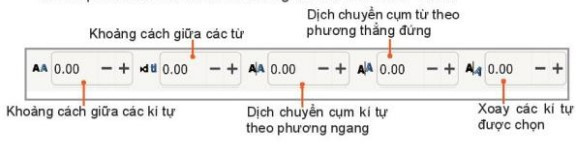 Dịch chuyển cụm từ theo
phương thẳng đứng
Khoảng cách giữa các từ
AA 0.00 − + 0.00 − + A|A 0.00 − + A|A 0.00 − + A|A 0.00 − +
Khoảng cách giữa các kí tự
Dịch chuyển cụm kí tự
theo phương ngang
Xoay các kí tự
được chọn